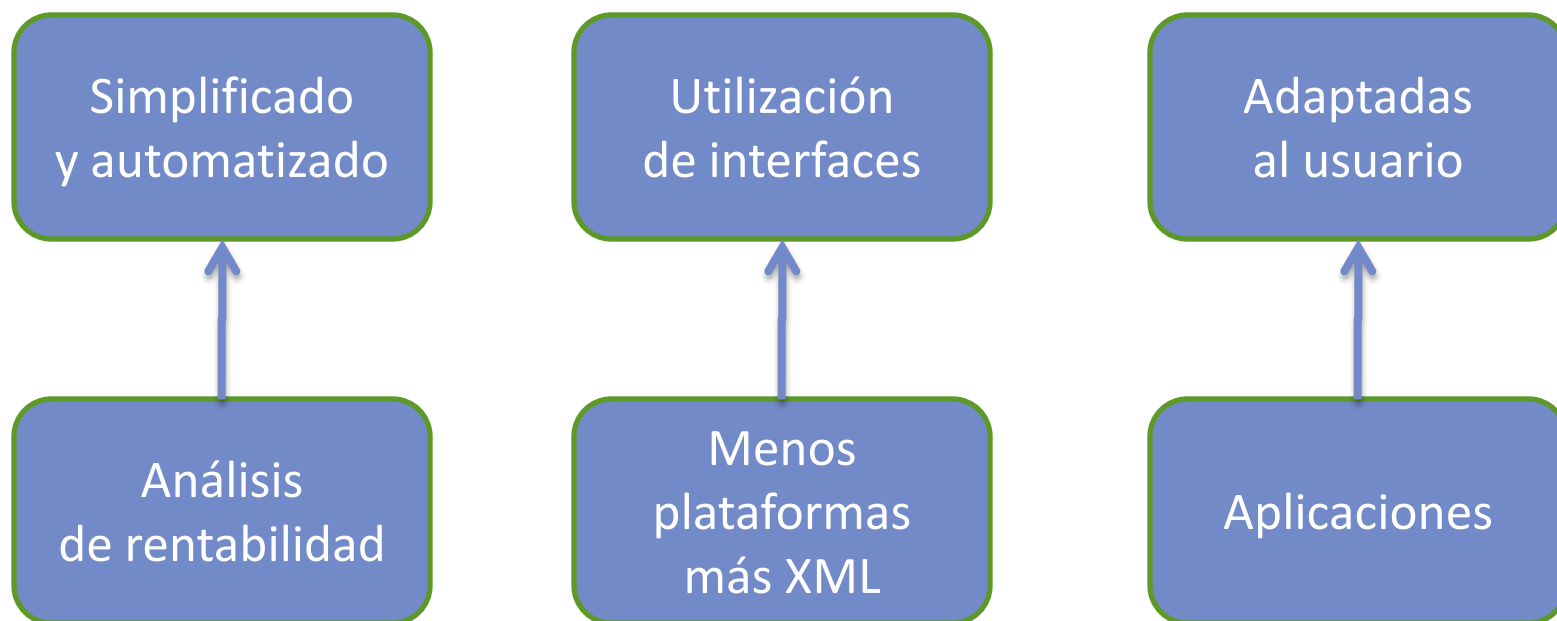 Simplificado
y automatizado
Utilización
de interfaces
Adaptadas
al usuario
Análisis
de rentabilidad
Menos
plataformas
más XML
Aplicaciones